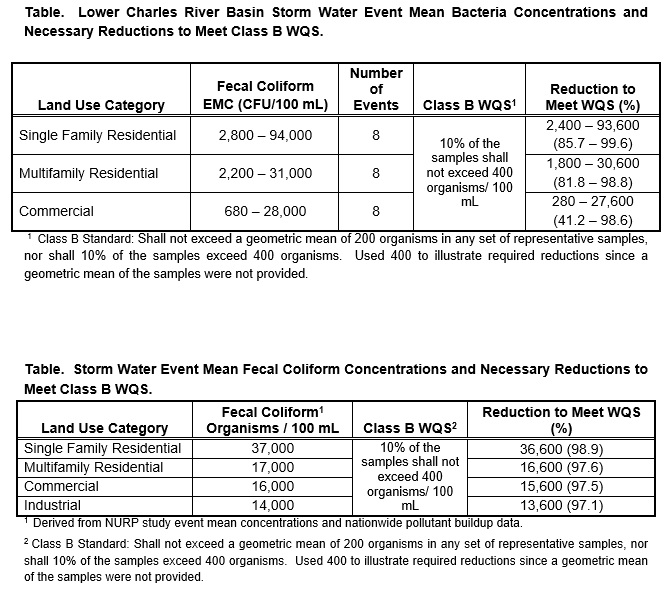 Table. Lower Charles River Basin Storm Water Event Mean Bacteria Concentrations and
Necessary Reductions to Meet Class B WQS.
Land Use Category Fecal Coliform EMC (CFU/100 mL) Number of Events Class B WQS¹ Reduction to Meet WQS (%)
Single Family Residential 2,800 – 94,000 8 10% of the samples shall not exceed 400 organisms/ 100 mL 2,400 – 93,600 (85.7 – 99.6)
Multifamily Residential 2,200 – 31,000 8 1,800 – 30,600 (81.8 – 98.8)
Commercial 680 – 28,000 8 280 – 27,600 (41.2 – 98.6)
¹ Class B Standard: Shall not exceed a geometric mean of 200 organisms in any set of representative samples,
nor shall 10% of the samples exceed 400 organisms. Used 400 to illustrate required reductions since a
geometric mean of the samples were not provided.
Table. Storm Water Event Mean Fecal Coliform Concentrations and Necessary Reductions to
Meet Class B WQS.
Land Use Category Fecal Coliform¹ Organisms / 100 mL Class B WQS² Reduction to Meet WQS (%)
Single Family Residential 37,000 10% of the samples shall not exceed 400 organisms/ 100 mL 36,600 (98.9)
Multifamily Residential 17,000 16,600 (97.6)
Commercial 16,000 15,600 (97.5)
Industrial 14,000 13,600 (97.1)
¹ Derived from NURP study event mean concentrations and nationwide pollutant buildup data.
² Class B Standard: Shall not exceed a geometric mean of 200 organisms in any set of representative samples, nor
shall 10% of the samples exceed 400 organisms. Used 400 to illustrate required reductions since a geometric mean
of the samples were not provided.